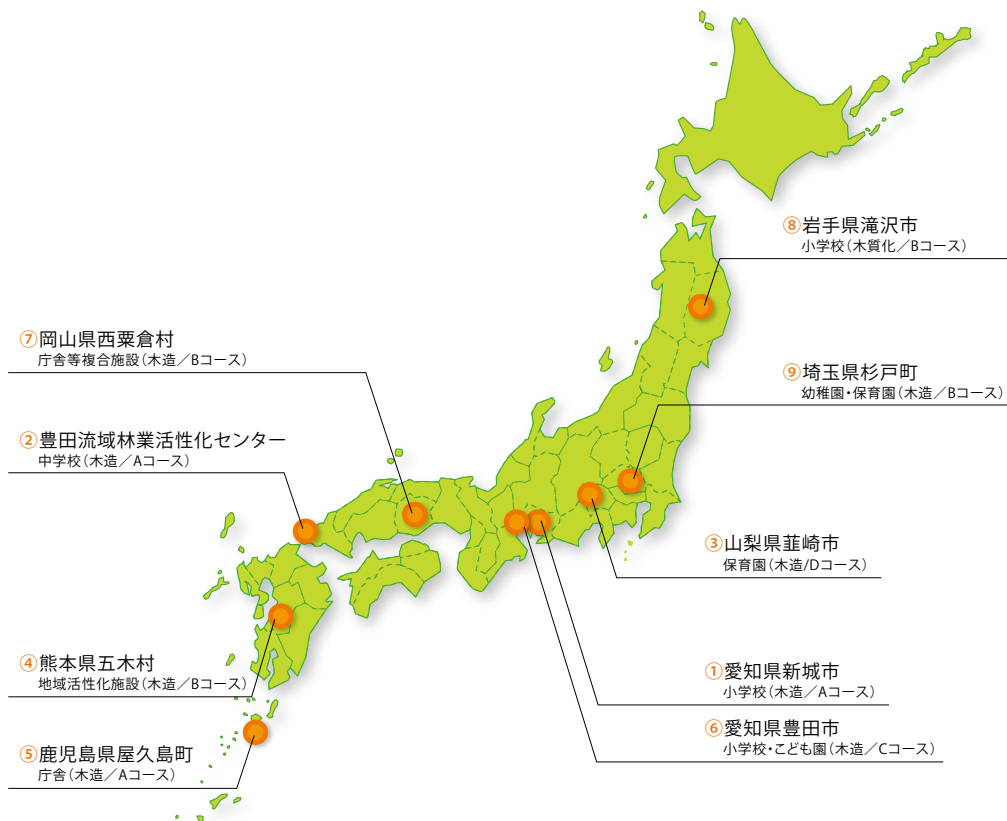 ⑧岩手県滝沢市
小学校(木質化／Bコース)
⑦岡山県西粟倉村
庁舎等複合施設(木造／Bコース)
⑨埼玉県杉戸町
幼稚園・保育園(木造／Bコース)
②豊田流域林業活性化センター
中学校(木造／Aコース)
③山梨県韮崎市
保育園(木造/Dコース)
④熊本県五木村
地域活性化施設(木造／Bコース)
①愛知県新城市
小学校(木造／Aコース)
⑥愛知県豊田市
小学校・こども園(木造／Cコース)
⑤鹿児島県屋久島町
庁舎(木造／Aコース)